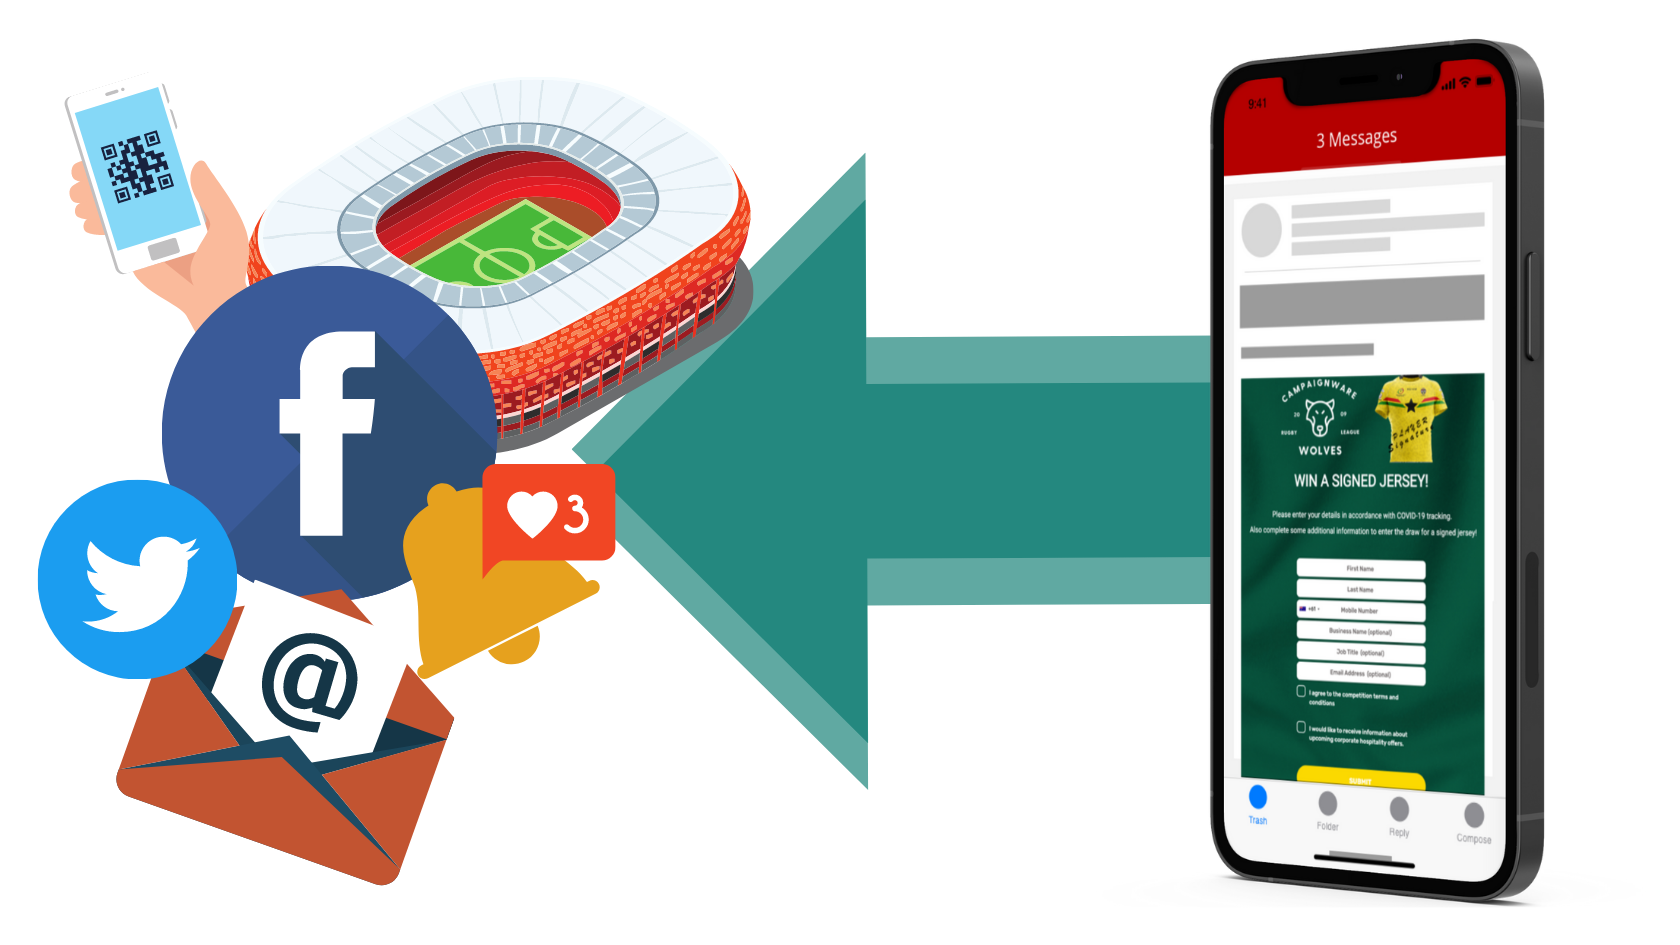 f
3
@
9:41
3 Messages
CAMPAIGNWARE
20 09
RUGBY LEAGUE
WOLVES
PLAYER
Signature
WIN A SIGNED JERSEY!
Please enter your details in accordance with COVID-19 tracking.
Also complete some additional information to enter the draw for a signed jersey!
First Name
Last Name
+61 Mobile Number
Business Name (optional)
Job Title (optional)
Email Address (optional)
I agree to the competition terms and
conditions
I would like to receive information about
upcoming corporate hospitality offers.
SUBMIT
Trash
Folder
Reply
Compose